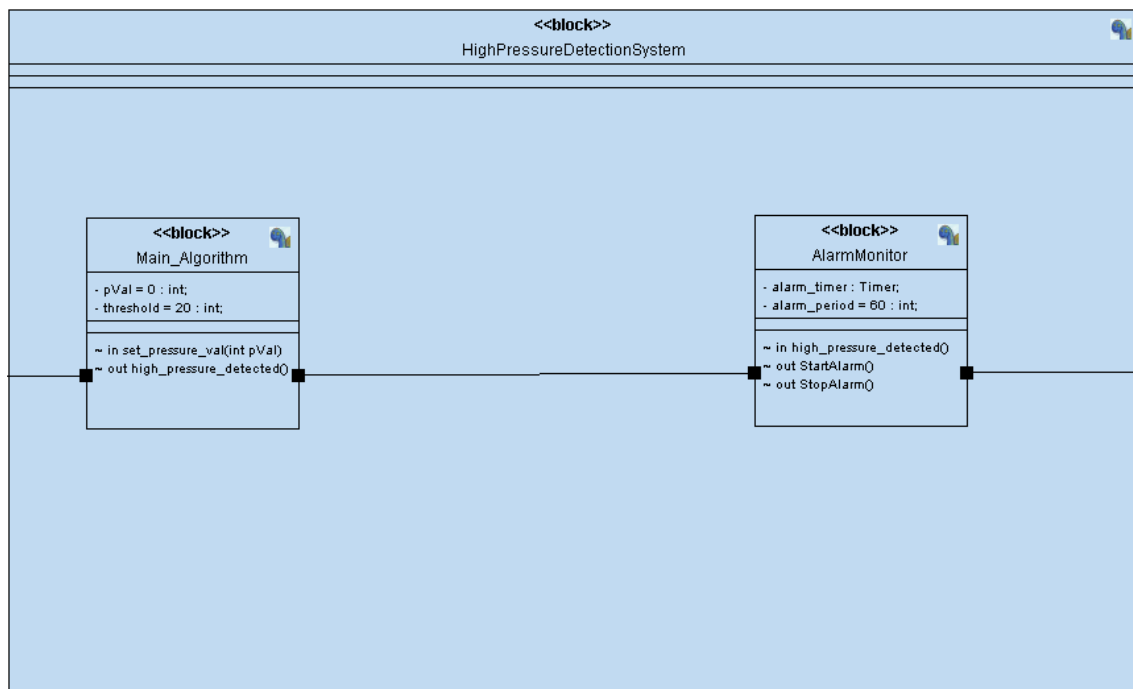 <<block>>
HighPressureDetectionSystem
<<block>>
Main_Algorithm
- pVal = 0 : int;
- threshold = 20 : int;
~ in set_pressure_val(int pVal)
~ out high_pressure_detected()
<<block>>
AlarmMonitor
- alarm_timer : Timer;
- alarm_period = 60 : int;
~ in high_pressure_detected()
~ out StartAlarm()
~ out StopAlarm()